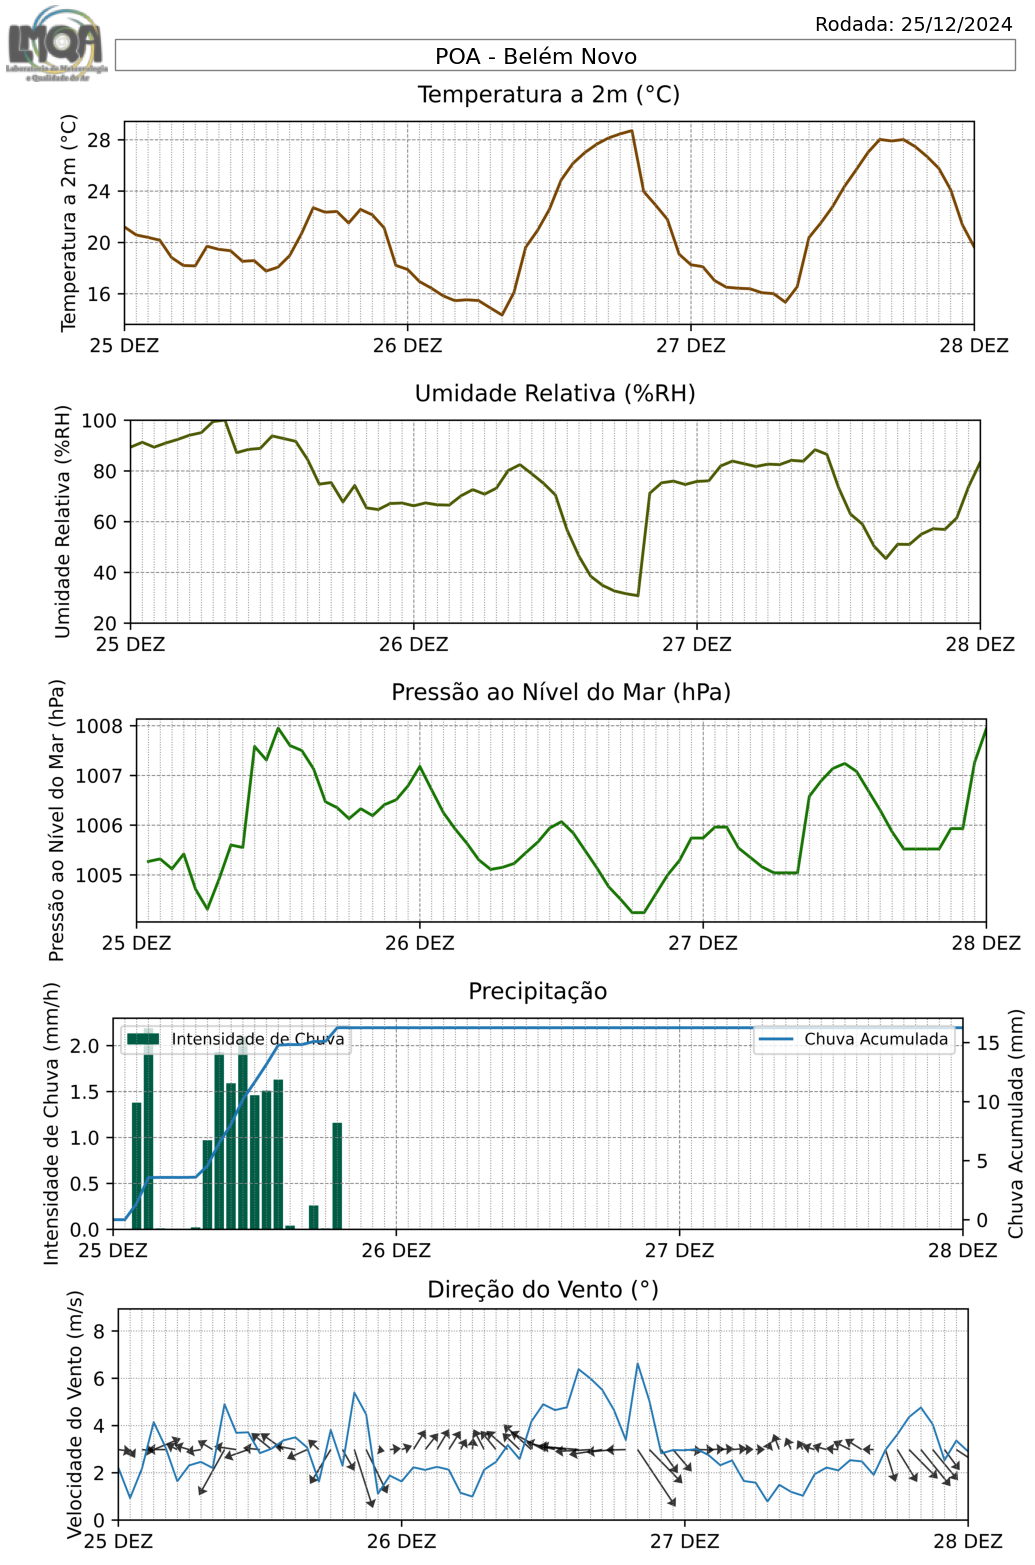 Rodada: 25/12/2024
LMQA
Laboratório de Meteorologia
e Qualidade do Ar
POA - Belém Novo
Temperatura a 2m (°C)
Temperatura a 2m (°C)
28
24
20
16
25 DEZ 26 DEZ 27 DEZ 28 DEZ
Umidade Relativa (%RH)
Umidade Relativa (%RH)
100
80
60
40
20
25 DEZ 26 DEZ 27 DEZ 28 DEZ
Pressão ao Nível do Mar (hPa)
Pressão ao Nível do Mar (hPa)
1008
1007
1006
1005
25 DEZ 26 DEZ 27 DEZ 28 DEZ
Precipitação
Intensidade de Chuva (mm/h)
Intensidade de Chuva
Chuva Acumulada
2.0
1.5
1.0
0.5
0.0
15
10
5
0
Chuva Acumulada (mm)
25 DEZ 26 DEZ 27 DEZ 28 DEZ
Direção do Vento (°)
Velocidade do Vento (m/s)
8
6
4
2
0
25 DEZ 26 DEZ 27 DEZ 28 DEZ